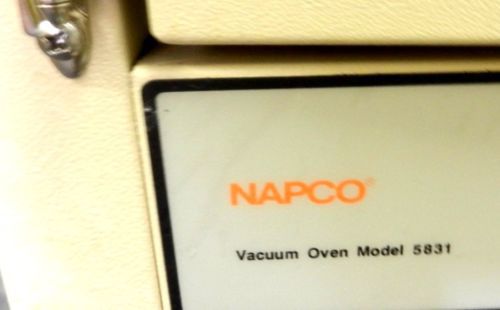 NAPCO®
Vacuum Oven Model 5831